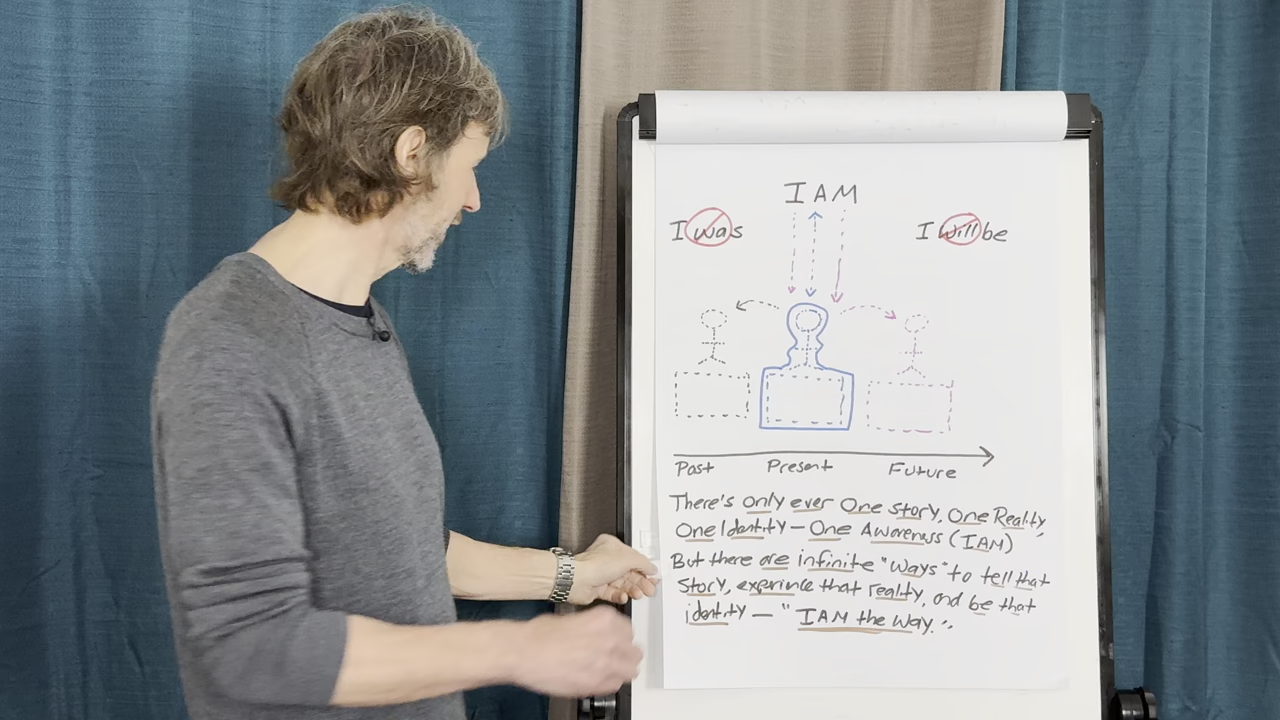 I AM
I was
I will be
Past Present Future
There's only ever One Story, One Reality,
One Identity — One Awareness (I AM)
But there are infinite "ways" to tell that
story, exprince that reality, and be that
identity — "I AM the way."